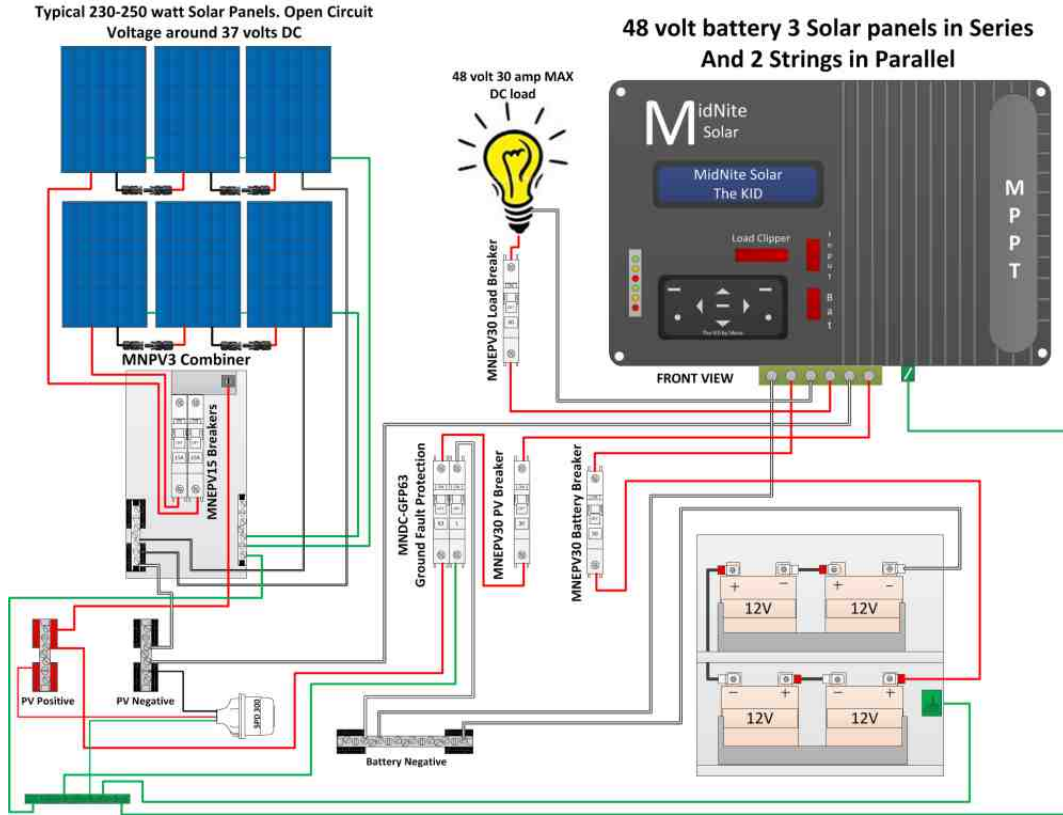 Typical 230-250 watt Solar Panels. Open Circuit
Voltage around 37 volts DC
48 volt battery 3 Solar panels in Series
And 2 Strings in Parallel
48 volt 30 amp MAX
DC load
MidNite
Solar
MidNite Solar
The KID
MPPT
Load Clipper
Input
Bat
FRONT VIEW
MNEPV30 Load Breaker
MNPV3 Combiner
MNEPV15 Breakers
MNDC-GFP63
Ground Fault Protection
MNEPV30 PV Breaker
MNEPV30 Battery Breaker
+ -
+ -
12V
12V
- +
- +
12V
12V
PV Positive
PV Negative
SPD 300
Battery Negative